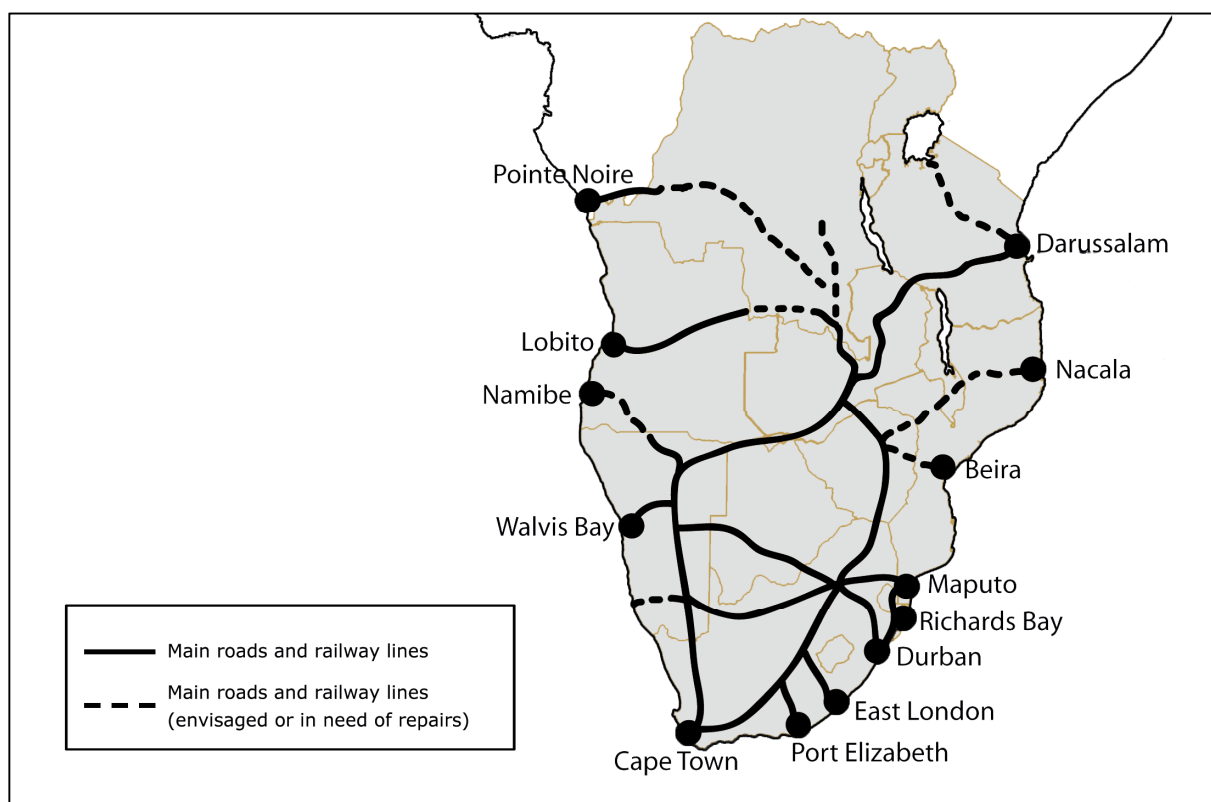 Pointe Noire
Darussalam
Lobito
Nacala
Namibe
Beira
Walvis Bay
Maputo
Richards Bay
Durban
East London
Port Elizabeth
Cape Town
Main roads and railway lines
Main roads and railway lines
(envisaged or in need of repairs)